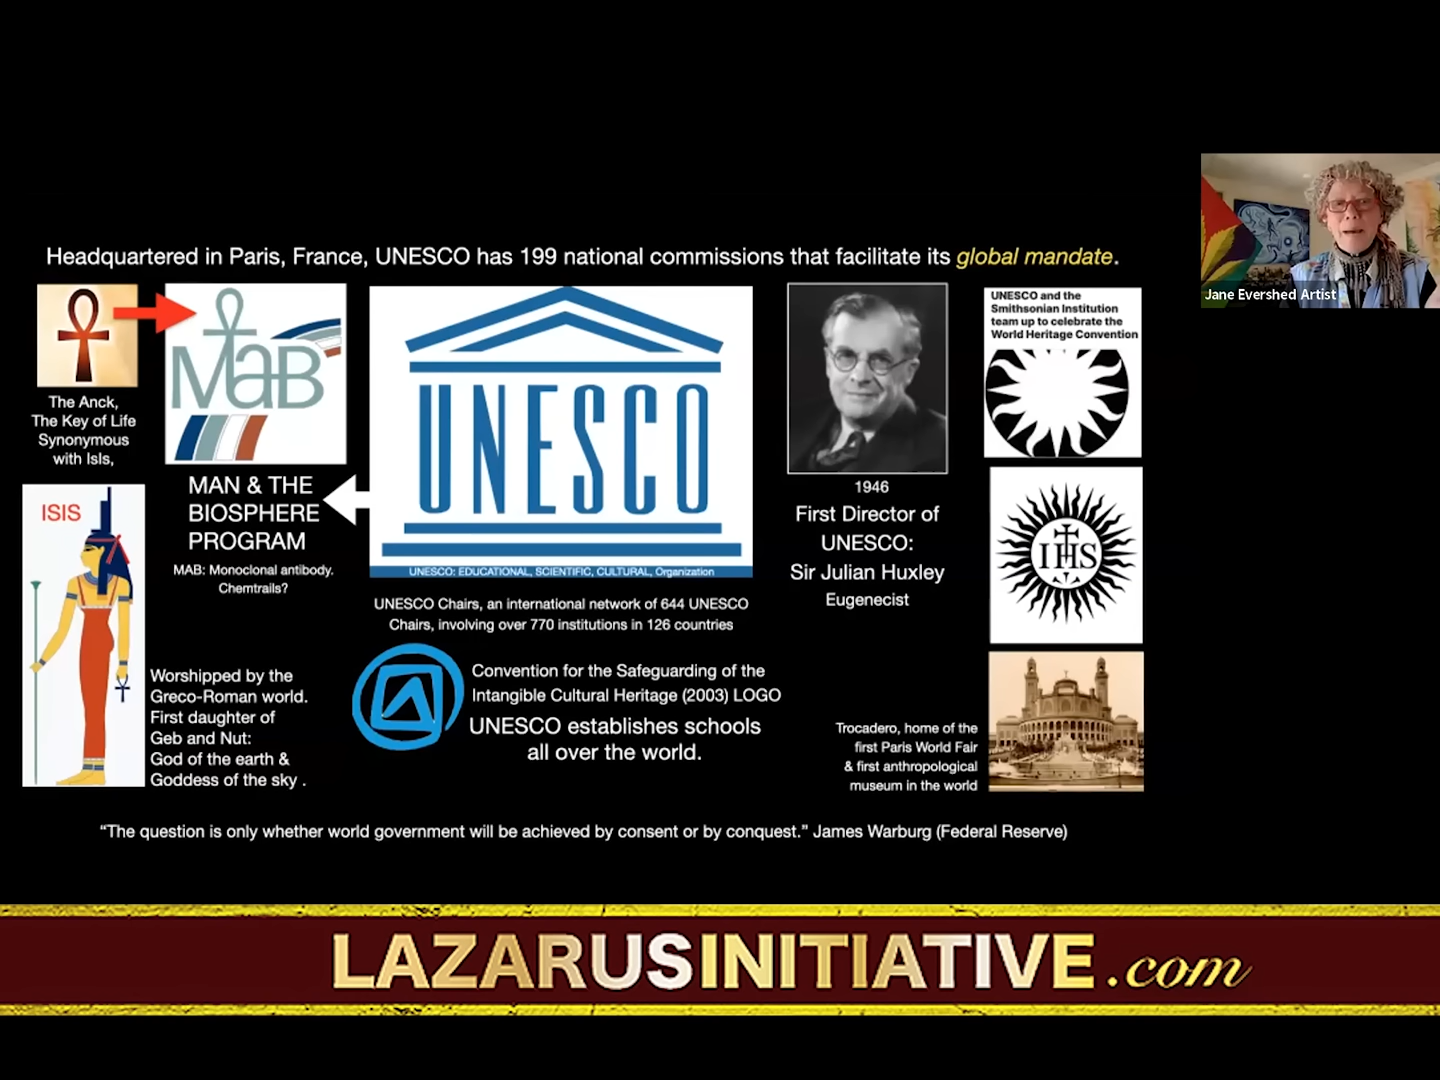 Headquartered in Paris, France, UNESCO has 199 national commissions that facilitate its global mandate.
The Anck,
The Key of Life
Synonymous
with IsIs,
MaB
ISIS
MAN & THE
BIOSPHERE
PROGRAM
MAB: Monoclonal antibody.
Chemtrails?
Worshipped by the
Greco-Roman world.
First daughter of
Geb and Nut:
God of the earth &
Goddess of the sky .
UNESCO
UNESCO: EDUCATIONAL, SCIENTIFIC, CULTURAL, Organization
UNESCO Chairs, an international network of 644 UNESCO
Chairs, involving over 770 institutions in 126 countries
Convention for the Safeguarding of the
Intangible Cultural Heritage (2003) LOGO
UNESCO establishes schools
all over the world.
1946
First Director of
UNESCO:
Sir Julian Huxley
Eugenecist
UNESCO and the
Smithsonian Institution
team up to celebrate the
World Heritage Convention
IHS
Trocadero, home of the
first Paris World Fair
& first anthropological
museum in the world
Jane Evershed Artist
“The question is only whether world government will be achieved by consent or by conquest.” James Warburg (Federal Reserve)
LAZARUSINITIATIVE.com